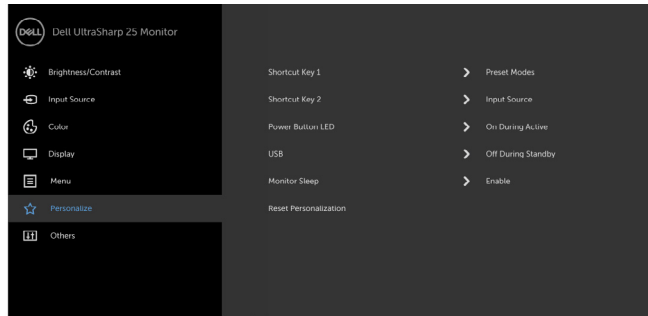 DELL Dell UltraSharp 25 Monitor
Brightness/Contrast
Input Source
Color
Display
Menu
Personalize
Others
Shortcut Key 1 Preset Modes
Shortcut Key 2 Input Source
Power Button LED On During Active
USB Off During Standby
Monitor Sleep Enable
Reset Personalization